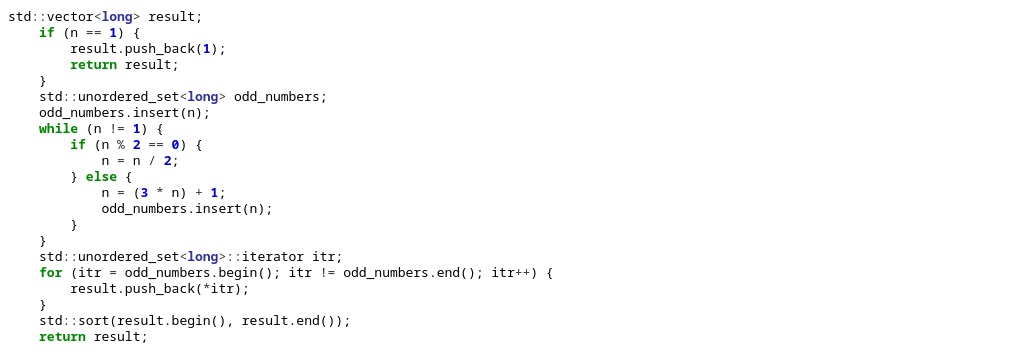 std::vector<long> result;
    if (n == 1) {
        result.push_back(1);
        return result;
    }
    std::unordered_set<long> odd_numbers;
    odd_numbers.insert(n);
    while (n != 1) {
        if (n % 2 == 0) {
            n = n / 2;
        } else {
            n = (3 * n) + 1;
            odd_numbers.insert(n);
        }
    }
    std::unordered_set<long>::iterator itr;
    for (itr = odd_numbers.begin(); itr != odd_numbers.end(); itr++) {
        result.push_back(*itr);
    }
    std::sort(result.begin(), result.end());
    return result;